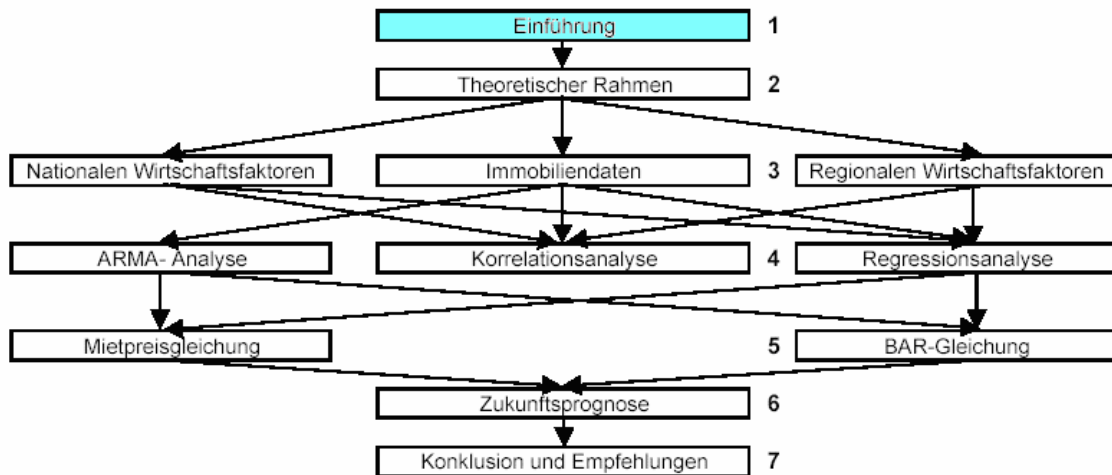 Einführung 1
Theoretischer Rahmen 2
Nationalen Wirtschaftsfaktoren Immobiliendaten 3 Regionalen Wirtschaftsfaktoren
ARMA- Analyse Korrelationsanalyse 4 Regressionsanalyse
Mietpreisgleichung 5 BAR-Gleichung
Zukunftsprognose 6
Konklusion und Empfehlungen 7